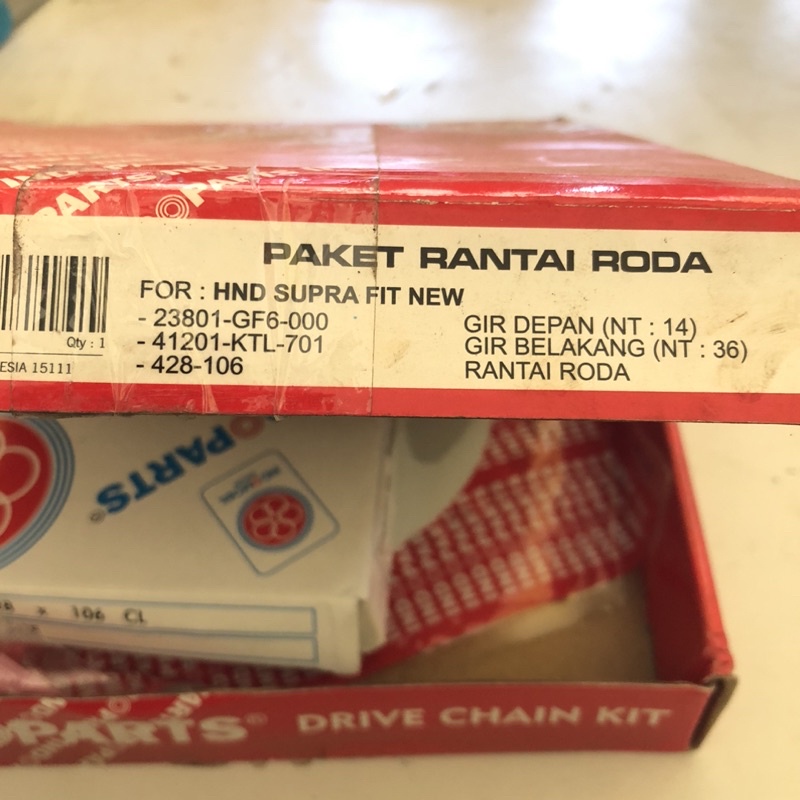 PARTS
PARTS
PAKET RANTAI RODA
FOR : HND SUPRA FIT NEW
- 23801-GF6-000 GIR DEPAN (NT : 14)
- 41201-KTL-701 GIR BELAKANG (NT : 36)
- 428-106 RANTAI RODA
Qty : 1
ESIA 15111
PARTS®
106 CL
PARTS® DRIVE CHAIN KIT